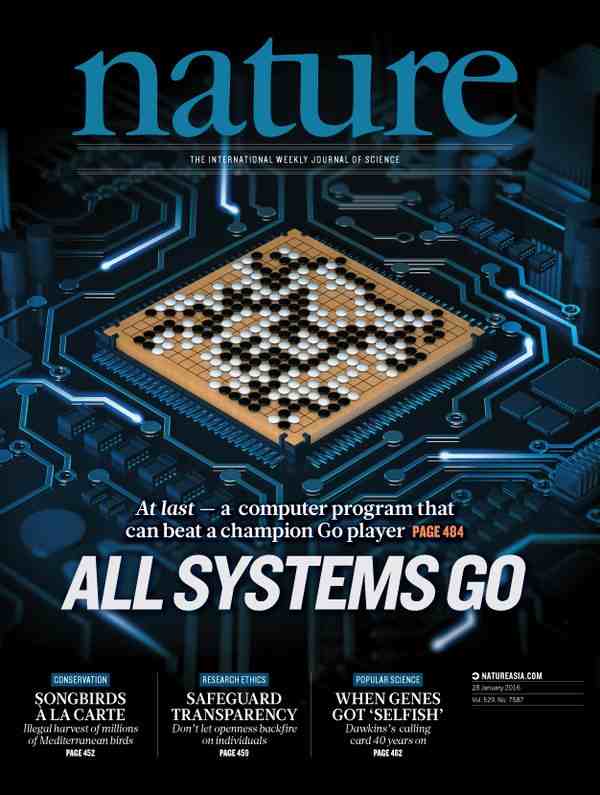 nature
THE INTERNATIONAL WEEKLY JOURNAL OF SCIENCE
At last — a computer program that
can beat a champion Go player PAGE 484
ALL SYSTEMS GO
CONSERVATION
SONGBIRDS
À LA CARTE
Illegal harvest of millions
of Mediterranean birds
PAGE 452
RESEARCH ETHICS
SAFEGUARD
TRANSPARENCY
Don't let openness backfire
on individuals
PAGE 459
POPULAR SCIENCE
WHEN GENES
GOT ‘SELFISH’
Dawkins's calling
card 40 years on
PAGE 462
NATUREASIA.COM
28 January 2016
Vol. 529, No. 7587